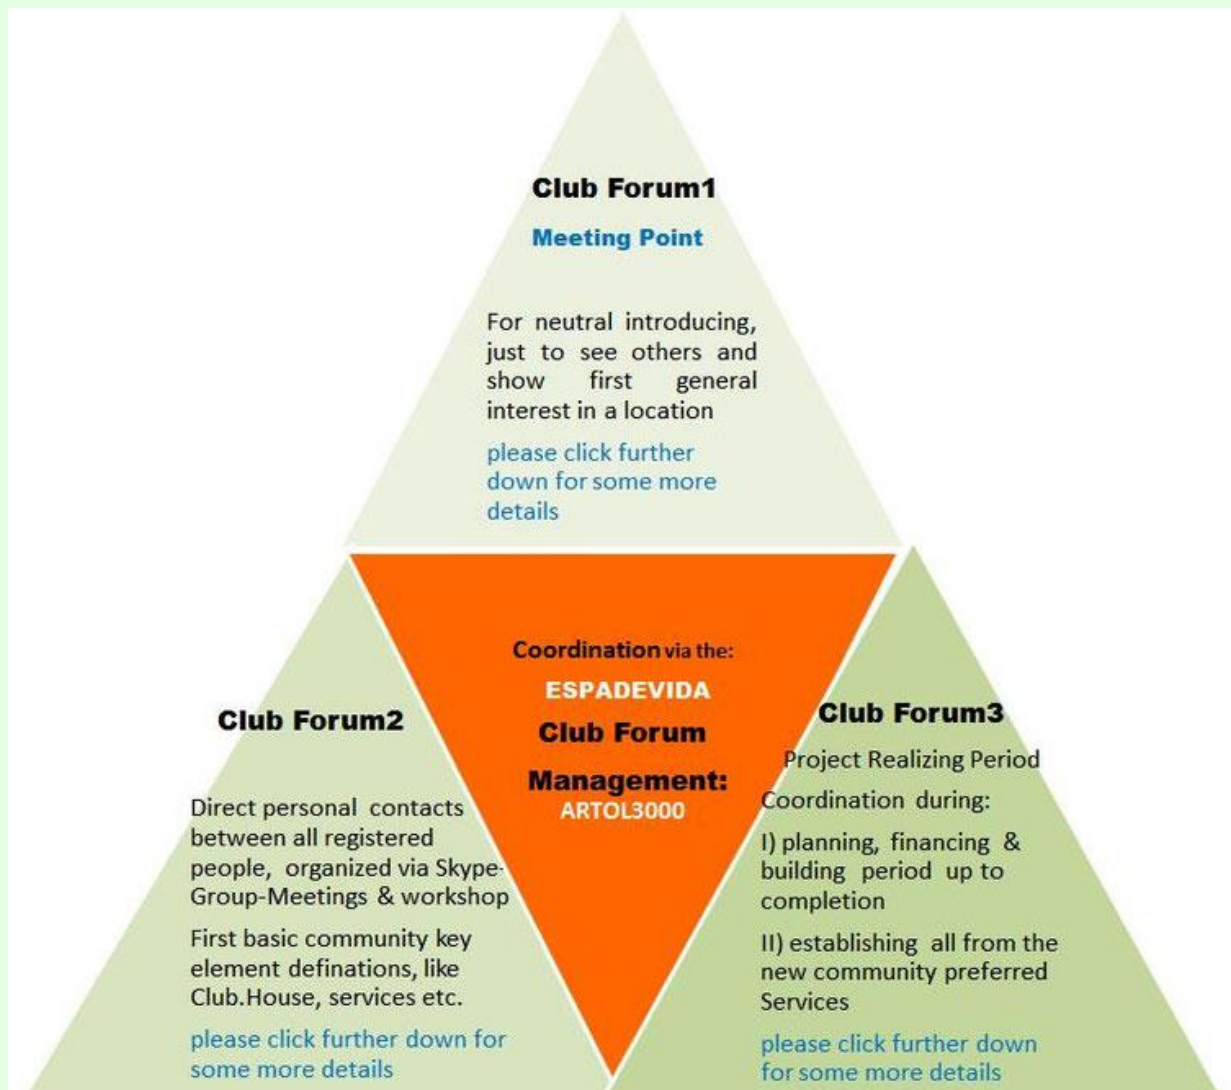 Club Forum1
Meeting Point
For neutral introducing,
just to see others and
show first general
interest in a location
please click further
down for some more
details
Coordination via the:
ESPADEVIDA
Club Forum
Management:
ARTOL3000
Club Forum2
Direct personal contacts
between all registered
people, organized via Skype-
Group-Meetings & workshop
First basic community key
element definations, like
Club.House, services etc.
please click further down for
some more details
Club Forum3
Project Realizing Period
Coordination during:
I) planning, financing &
building period up to
completion
II) establishing all from the
new community preferred
Services
please click further down
for some more details